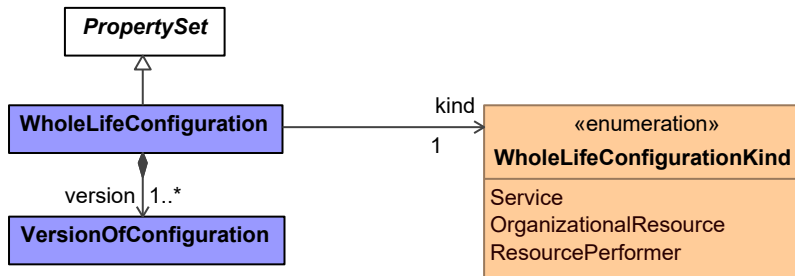 PropertySet
WholeLifeConfiguration
kind
1
«enumeration»
WholeLifeConfigurationKind
Service
OrganizationalResource
ResourcePerformer
version 1..*
VersionOfConfiguration